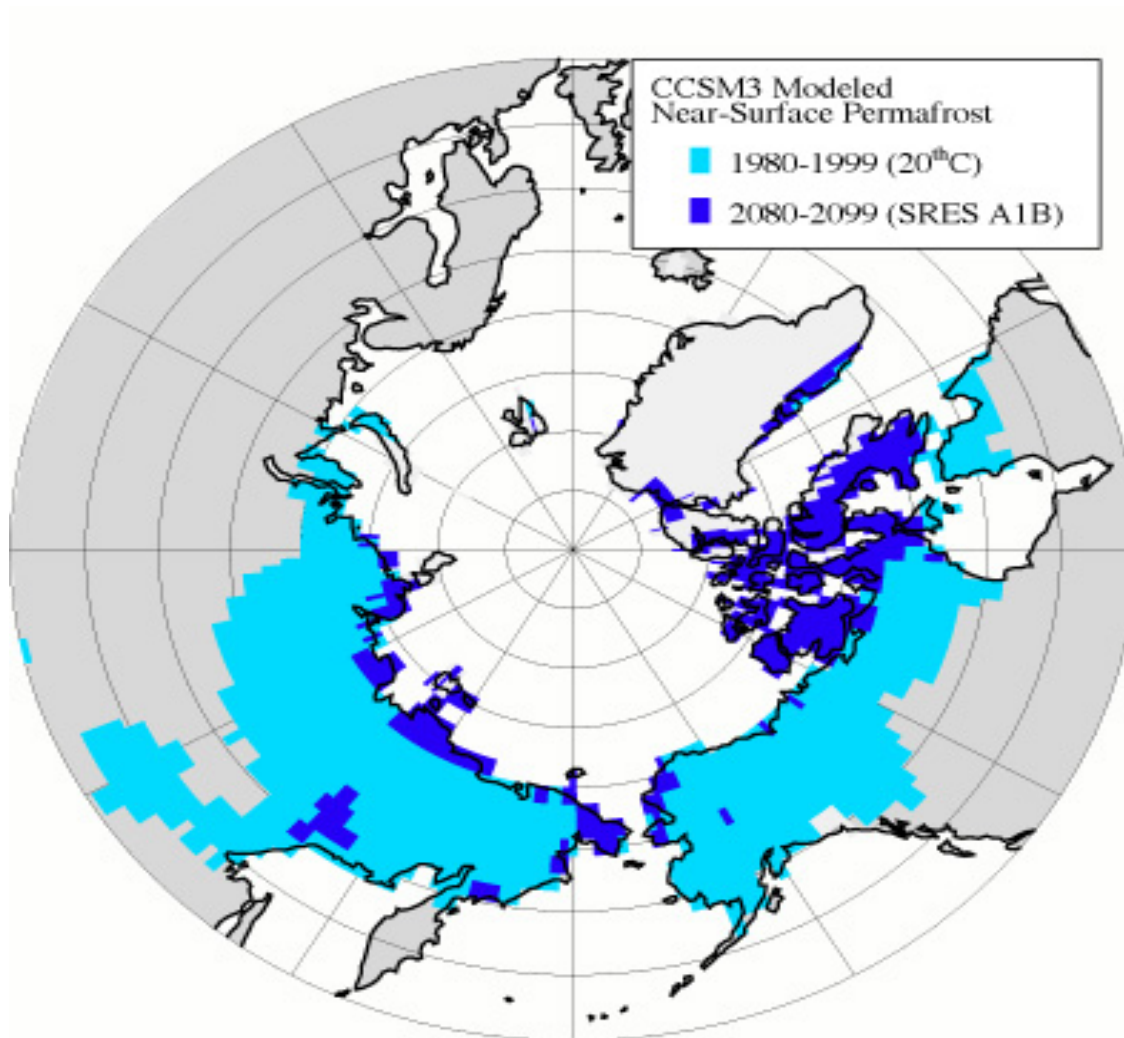 CCSM3 Modeled
Near-Surface Permafrost
1980-1999 (20thC)
2080-2099 (SRES A1B)